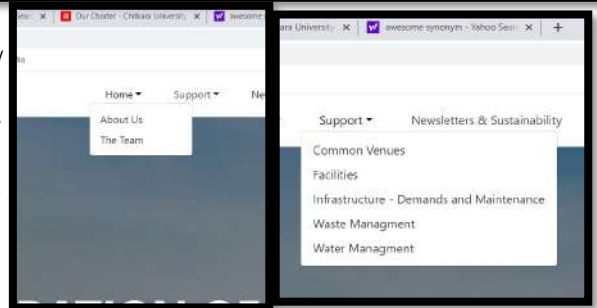 Our Charter - Chitkara University
Home
Support
About Us
The Team
awesome synonym - Yahoo Sear
Support
Newsletters & Sustainability
Common Venues
Facilities
Infrastructure - Demands and Maintenance
Waste Managment
Water Managment